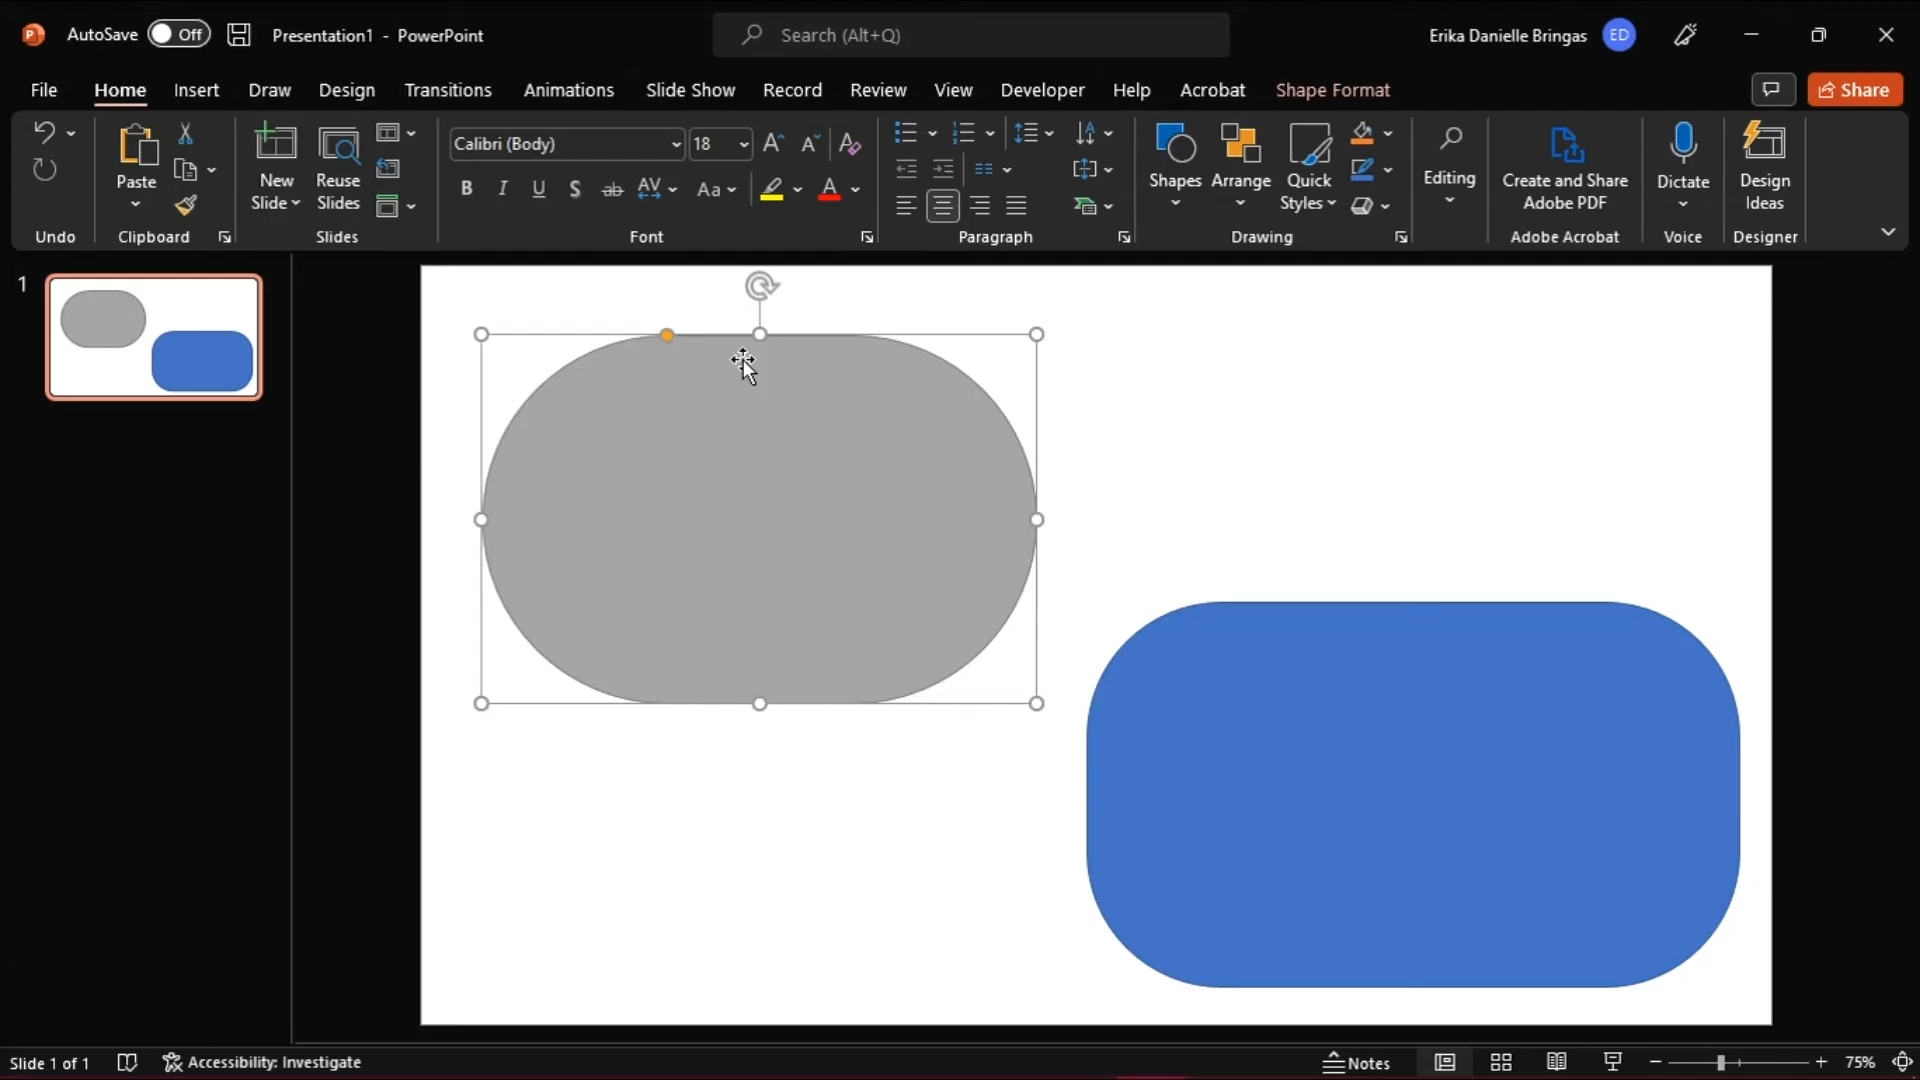 P AutoSave Off Presentation1 - PowerPoint Search (Alt+Q) Erika Danielle Bringas ED
File Home Insert Draw Design Transitions Animations Slide Show Record Review View Developer Help Acrobat Shape Format Share
Calibri (Body) 18
Paste New Slide Reuse Slides B I U S ab AV Aa A Shapes Arrange Quick Styles Editing Create and Share Adobe PDF Dictate Design Ideas
Undo Clipboard Slides Font Paragraph Drawing Adobe Acrobat Voice Designer
1
Slide 1 of 1 Accessibility: Investigate Notes 75%